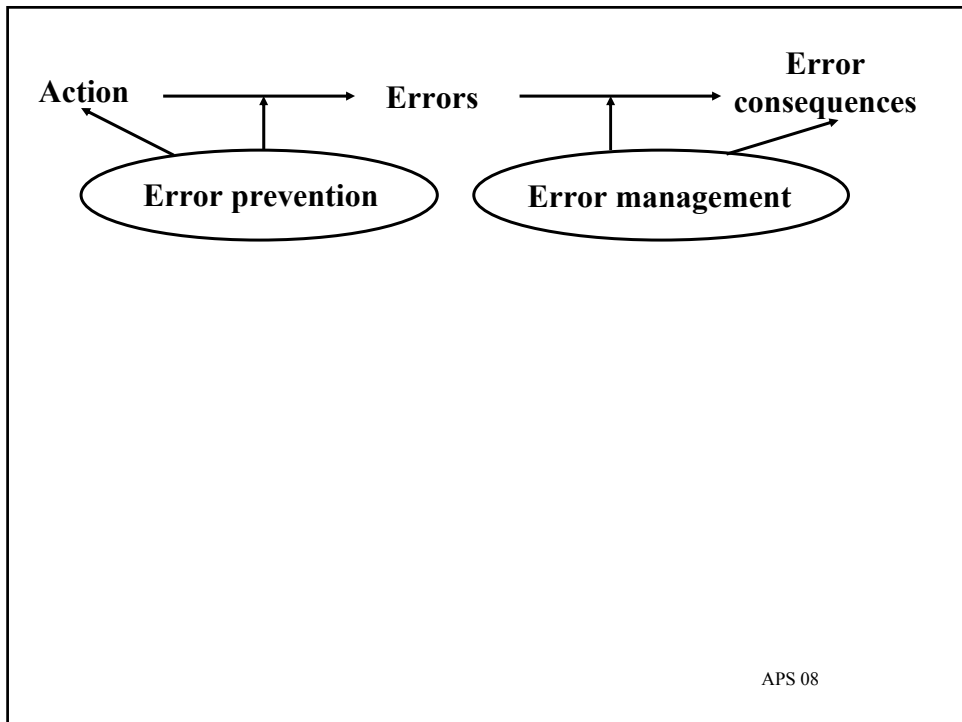 Action
Errors
Error
consequences
Error prevention
Error management
APS 08